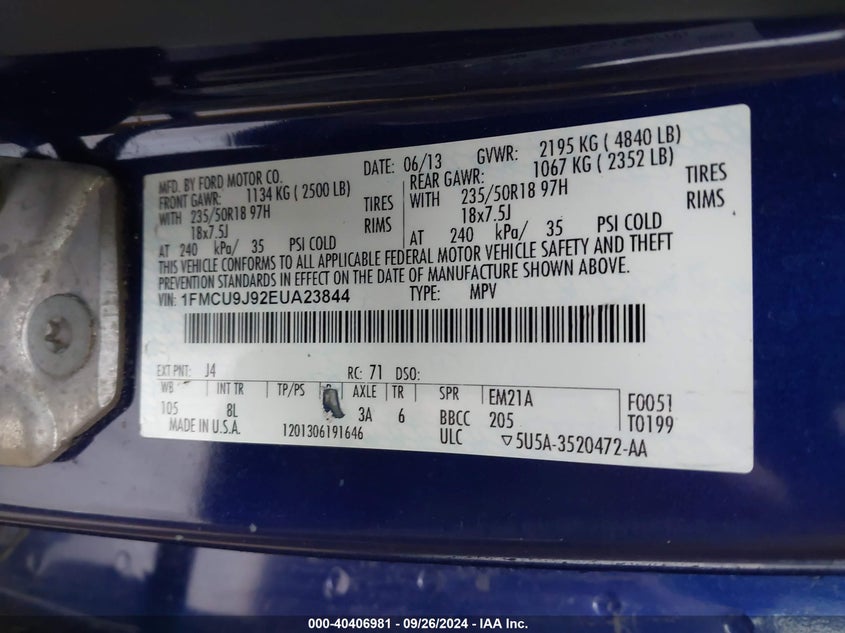 MFD. BY FORD MOTOR CO. DATE: 06/13 GVWR: 2195 KG ( 4840 LB)
FRONT GAWR: 1134 KG ( 2500 LB) REAR GAWR: 1067 KG ( 2352 LB)
WITH 235/50R18 97H TIRES WITH 235/50R18 97H TIRES
18x7.5J RIMS 18x7.5J RIMS
AT 240 kPa/ 35 PSI COLD AT 240 kPa/ 35 PSI COLD
THIS VEHICLE CONFORMS TO ALL APPLICABLE FEDERAL MOTOR VEHICLE SAFETY AND THEFT
PREVENTION STANDARDS IN EFFECT ON THE DATE OF MANUFACTURE SHOWN ABOVE.
VIN: 1FMCU9J92EUA23844 TYPE: MPV
EXT PNT: J4 RC: 71 DSO:
WB INT TR TP/PS AXLE TR SPR EM21A F0051
105 8L 3A 6 BBCC 205 T0199
MADE IN U.S.A. 1201306191646 ULC ▽5U5A-3520472-AA
000-40406981 - 09/26/2024 - IAA Inc.